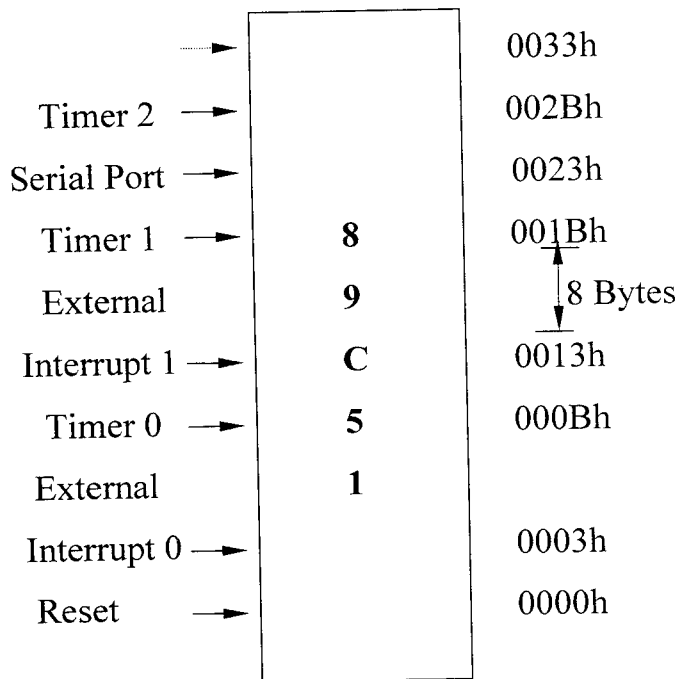 0033h
Timer 2 002Bh
Serial Port 0023h
Timer 1 8 001Bh
External 9 8 Bytes
Interrupt 1 C 0013h
Timer 0 5 000Bh
External 1
Interrupt 0 0003h
Reset 0000h